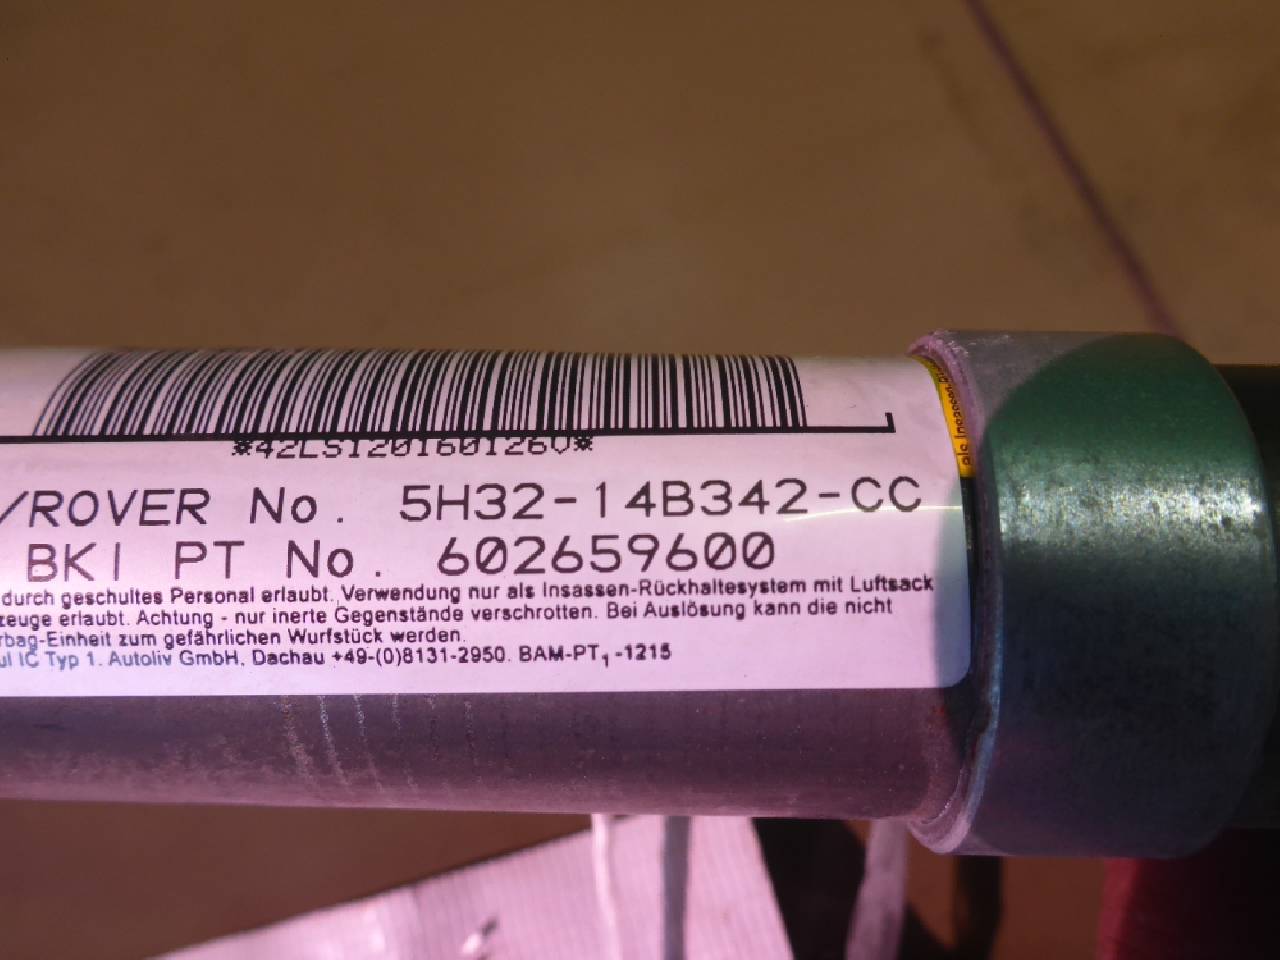 *42LST20160126V*
/ROVER No. 5H32-14B342-CC
BKI PT No. 602659600
durch geschultes Personal erlaubt. Verwendung nur als Insassen-Rückhaltesystem mit Luftsack
zeuge erlaubt. Achtung - nur inerte Gegenstände verschrotten. Bei Auslösung kann die nicht
rbag-Einheit zum gefährlichen Wurfstück werden.
ul IC Typ 1. Autoliv GmbH, Dachau +49-(0)8131-2950. BAM-PT₁-1215